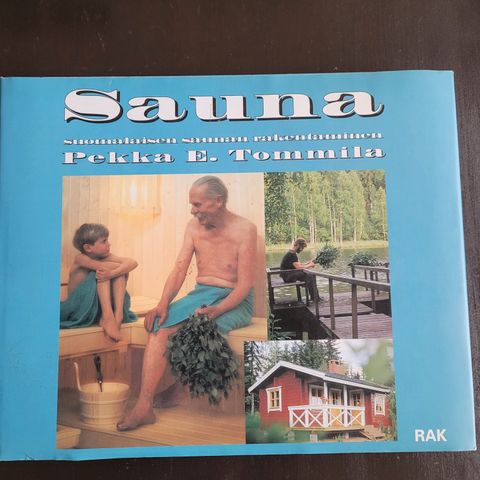 Sauna
suomalaisen saunan rakentaminen
Pekka E. Tommila
RAK